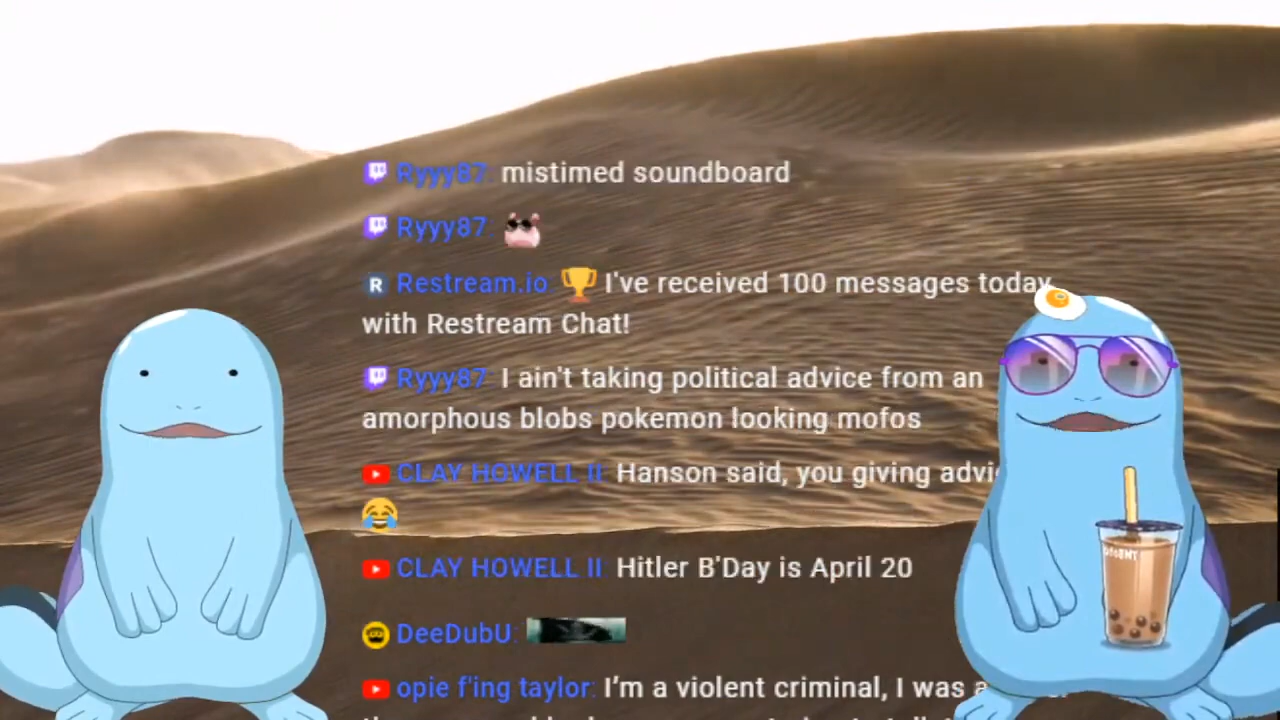 Ryyy87: mistimed soundboard
Ryyy87:
Restream.io I've received 100 messages today
with Restream Chat!
Ryyy87: I ain't taking political advice from an
amorphous blobs pokemon looking mofos
CLAY HOWELL II: Hanson said, you giving
CLAY HOWELL II: Hitler B'Day is April 20
DeeDubU:
opie f'ing taylor: I'm a violent criminal, I was